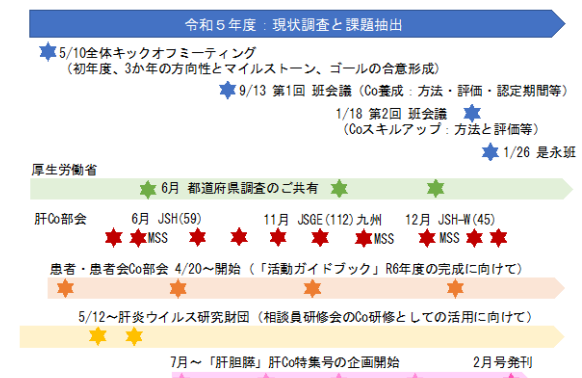 令和５年度：現状調査と課題抽出
5/10全体キックオフミーティング
（初年度、3か年の方向性とマイルストーン、ゴールの合意形成）
9/13 第1回 班会議（Co養成：方法・評価・認定期間等）
1/18 第2回 班会議
（Coスキルアップ：方法と評価等）
1/26 是永班
厚生労働省
6月 都道府県調査のご共有
肝Co部会 6月 JSH(59) 11月 JSGE(112)九州 12月 JSH-W(45)
MSS MSS MSS
患者・患者会Co部会 4/20～開始（「活動ガイドブック」R6年度の完成に向けて）
5/12～肝炎ウイルス研究財団（相談員研修会のCo研修としての活用に向けて）
7月～「肝胆膵」肝Co特集号の企画開始 2月号発刊